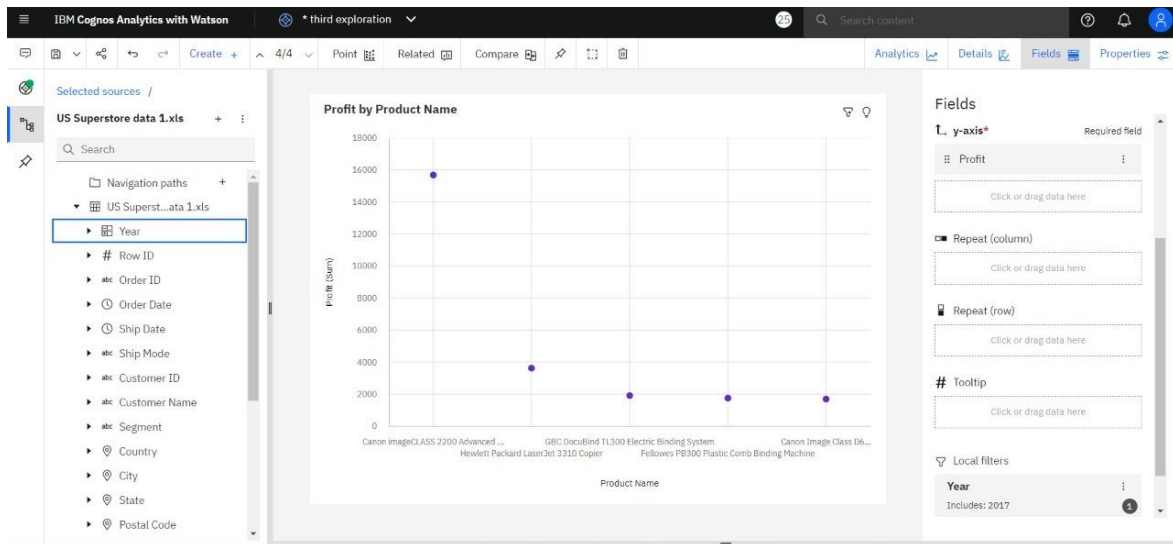 IBM Cognos Analytics with Watson
* third exploration
25
Search content
Create +
4/4
Point
Related
Compare
Analytics
Details
Fields
Properties
Selected sources /
US Superstore data 1.xls
Search
Navigation paths
US Superst...ata 1.xls
Year
# Row ID
abc Order ID
Order Date
Ship Date
abc Ship Mode
abc Customer ID
abc Customer Name
abc Segment
Country
City
State
Postal Code
Profit by Product Name
18000
16000
14000
12000
10000
8000
6000
4000
2000
0
Profit (Sum)
Canon imageCLASS 2200 Advanced ...
Hewlett Packard LaserJet 3310 Copier
GBC DocuBind TL300 Electric Binding System
Fellowes PB300 Plastic Comb Binding Machine
Canon Image Class D6...
Product Name
Fields
y-axis*
Required field
Profit
Click or drag data here
Repeat (column)
Click or drag data here
Repeat (row)
Click or drag data here
# Tooltip
Click or drag data here
Local filters
Year
Includes: 2017
1